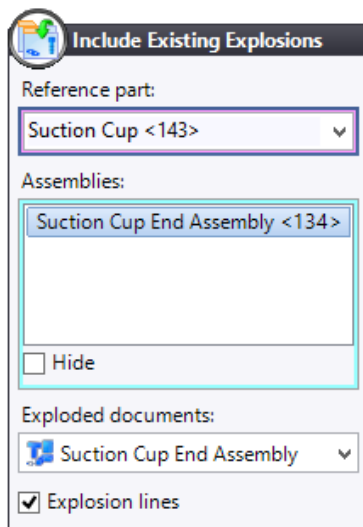 Include Existing Explosions
Reference part:
Suction Cup <143>
Assemblies:
Suction Cup End Assembly <134>
Hide
Exploded documents:
Suction Cup End Assembly
Explosion lines